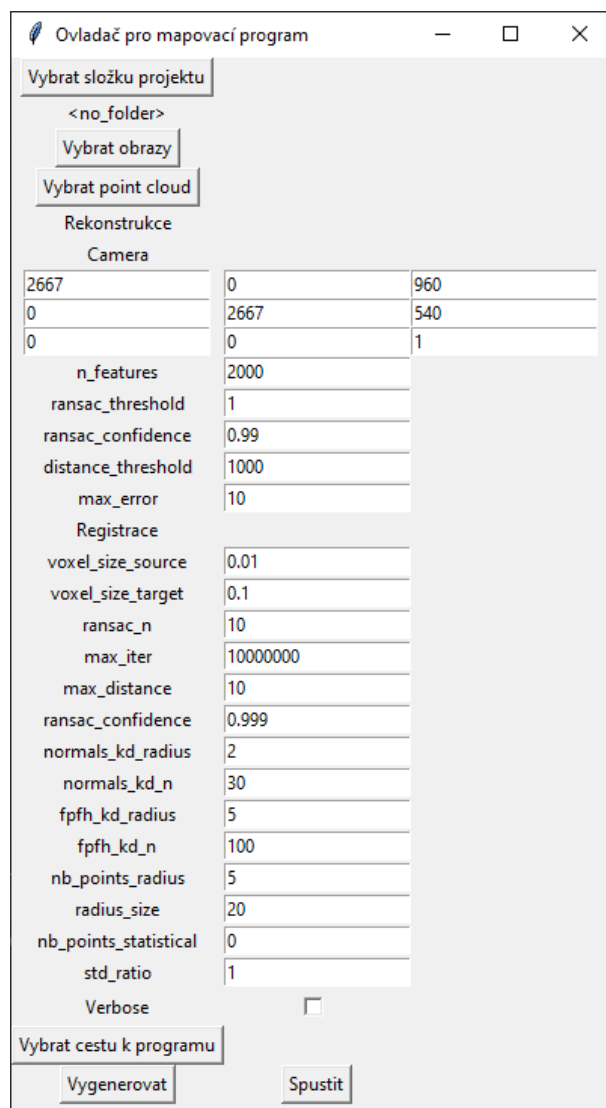 Ovladač pro mapovací program
Vybrat složku projektu
<no_folder>
Vybrat obrazy
Vybrat point cloud
Rekonstrukce
Camera
2667 0 960
0 2667 540
0 0 1
n_features 2000
ransac_threshold 1
ransac_confidence 0.99
distance_threshold 1000
max_error 10
Registrace
voxel_size_source 0.01
voxel_size_target 0.1
ransac_n 10
max_iter 10000000
max_distance 10
ransac_confidence 0.999
normals_kd_radius 2
normals_kd_n 30
fpfh_kd_radius 5
fpfh_kd_n 100
nb_points_radius 5
radius_size 20
nb_points_statistical 0
std_ratio 1
Verbose
Vybrat cestu k programu
Vygenerovat Spustit